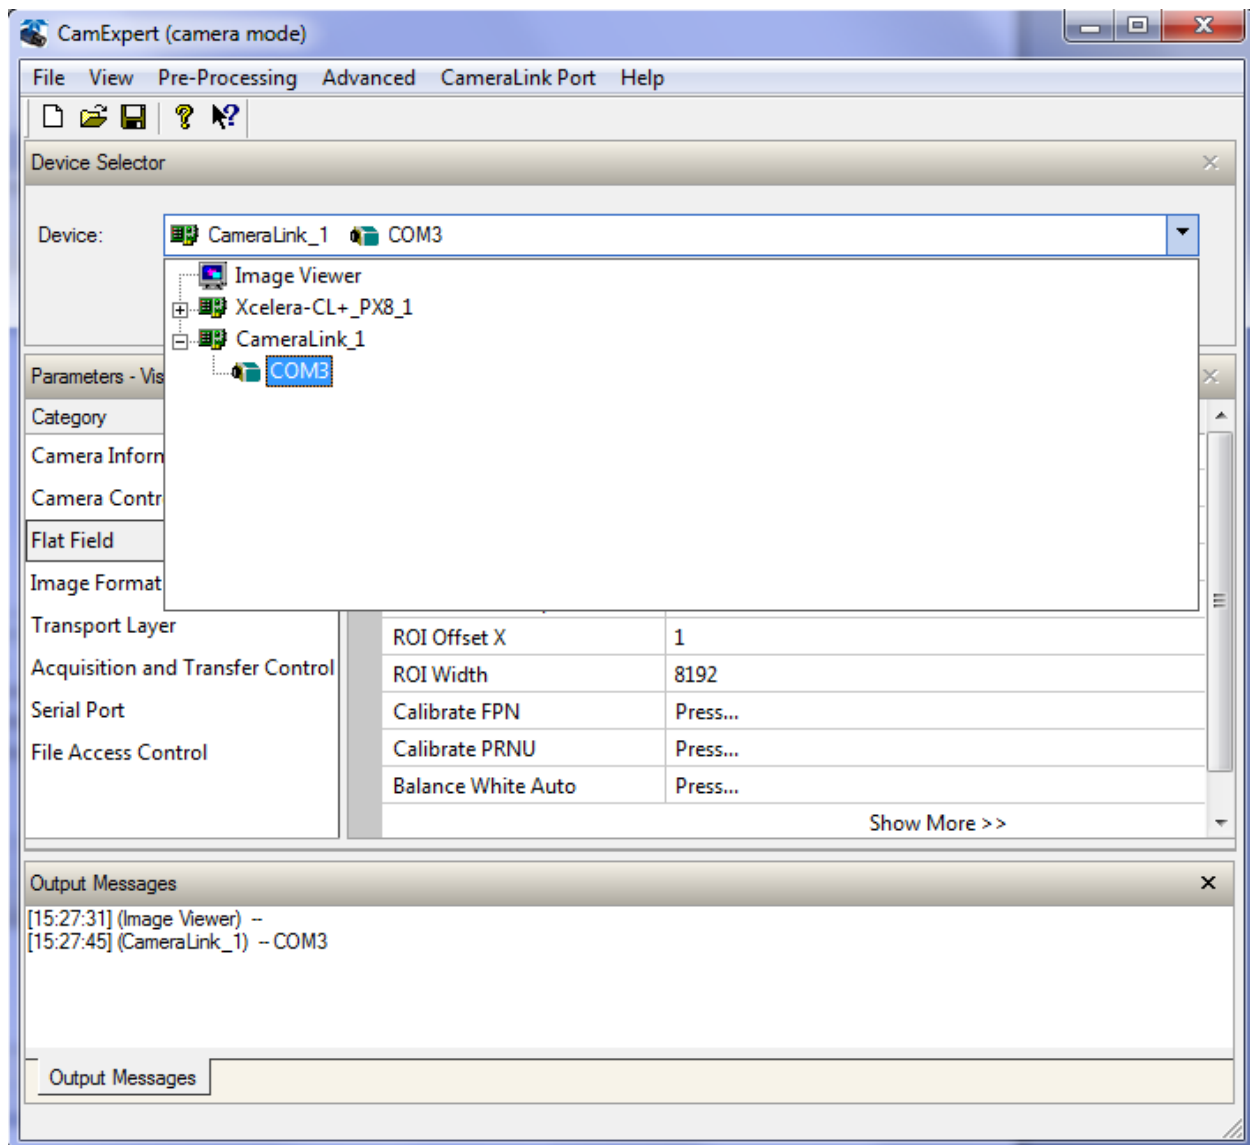 CamExpert (camera mode)
File View Pre-Processing Advanced CameraLink Port Help
Device Selector
Device: CameraLink_1 COM3
Image Viewer
Xcelera-CL+_PX8_1
CameraLink_1
COM3
Parameters - Vis
Category
Camera Inform
Camera Contr
Flat Field
Image Format
Transport Layer
ROI Offset X 1
Acquisition and Transfer Control
ROI Width 8192
Serial Port
Calibrate FPN Press...
File Access Control
Calibrate PRNU Press...
Balance White Auto Press...
Show More >>
Output Messages
[15:27:31] (Image Viewer) --
[15:27:45] (CameraLink_1) -- COM3
Output Messages